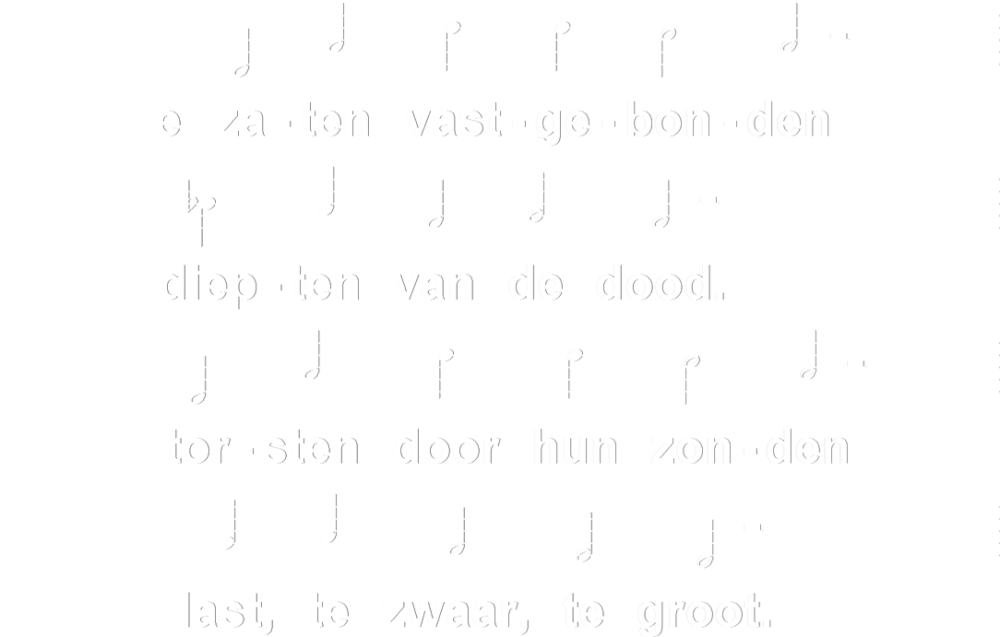 e za-ten vast-ge-bon-den
diep-ten van de dood.
tor-sten door hun zon-den
last, te zwaar, te groot.